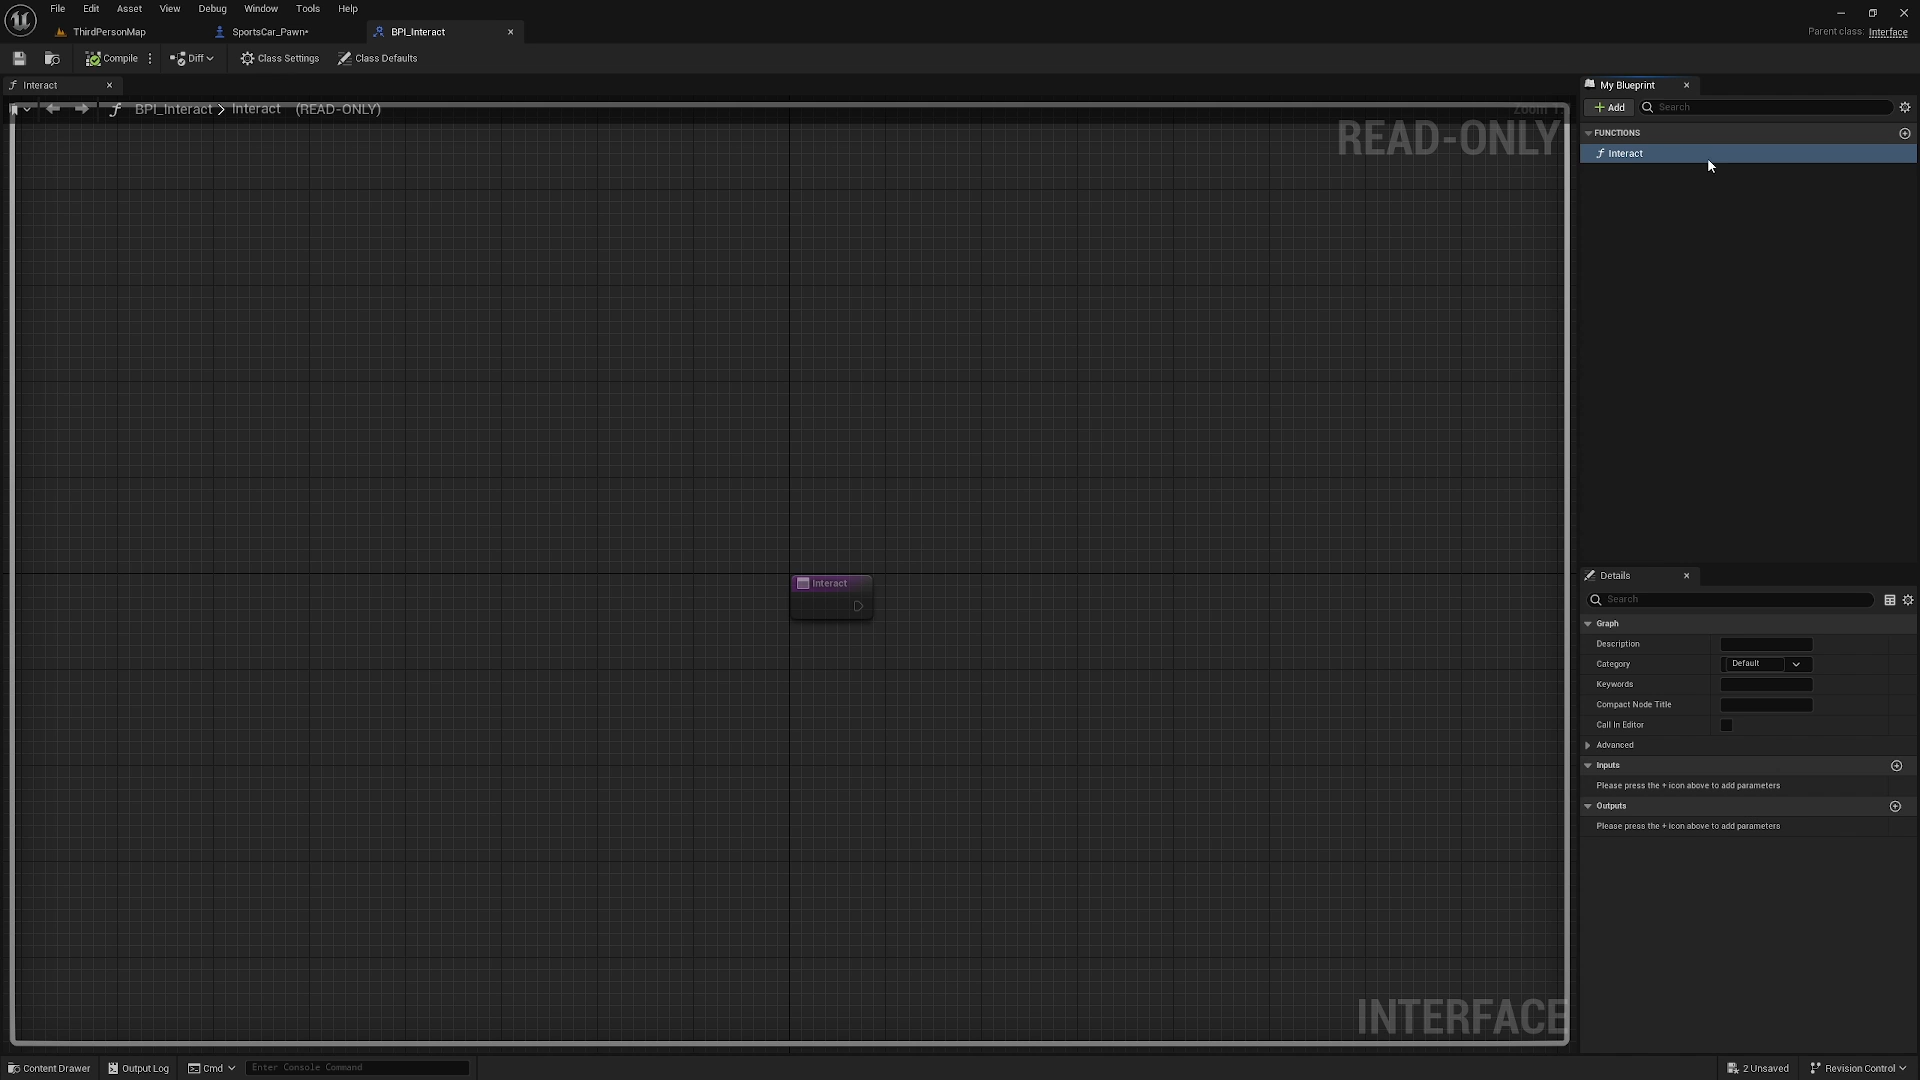 File Edit Asset View Debug Window Tools Help
ThirdPersonMap SportsCar_Pawn* BPI_Interact
Parent class: Interface
Compile Diff Class Settings Class Defaults
Interact
BPI_Interact > Interact (READ-ONLY)
READ-ONLY
Interact
INTERFACE
My Blueprint
+ Add Search
FUNCTIONS
Interact
Details
Search
Graph
Description
Category Default
Keywords
Compact Node Title
Call In Editor
Advanced
Inputs
Please press the + icon above to add parameters
Outputs
Please press the + icon above to add parameters
Content Drawer Output Log Cmd Enter Console Command 2 Unsaved Revision Control